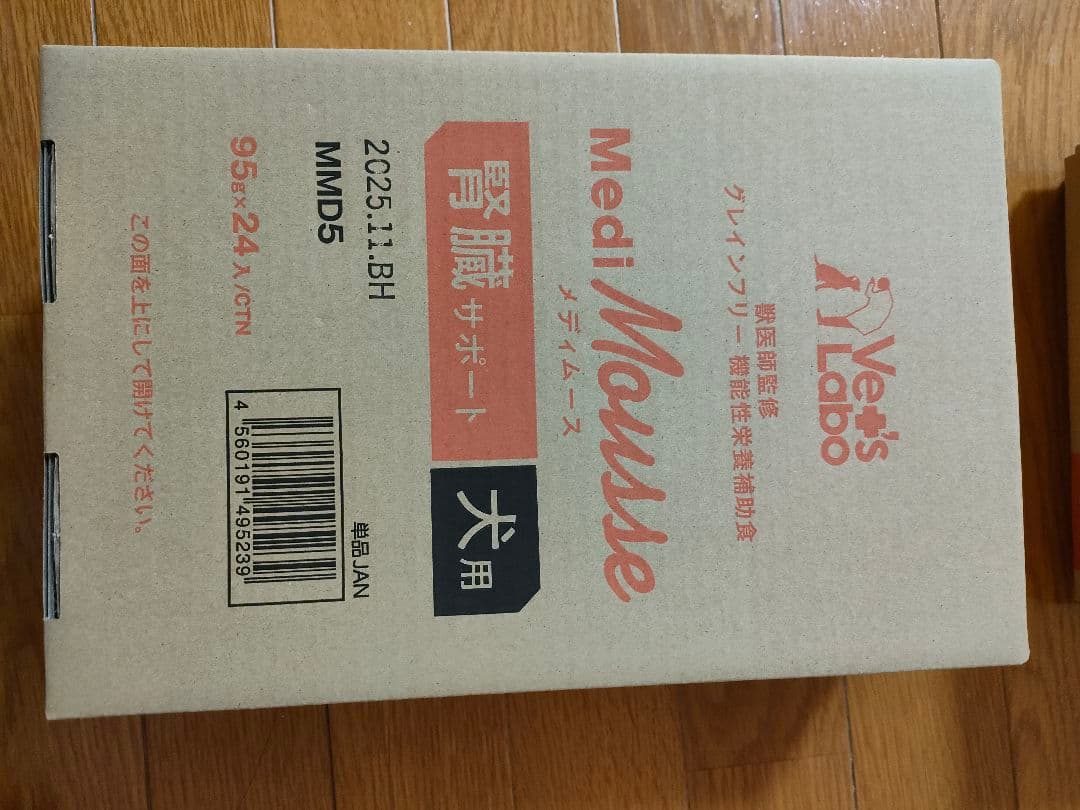 Vet's
Labo
獣医師監修
グレインフリー 機能性栄養補助食
Medi Mousse
メディムース
腎臓サポート
犬用
2025.11.BH
MMD5
単品JAN
4 560191 495239
95g×24入/CTN
この面を上にして開けてください。